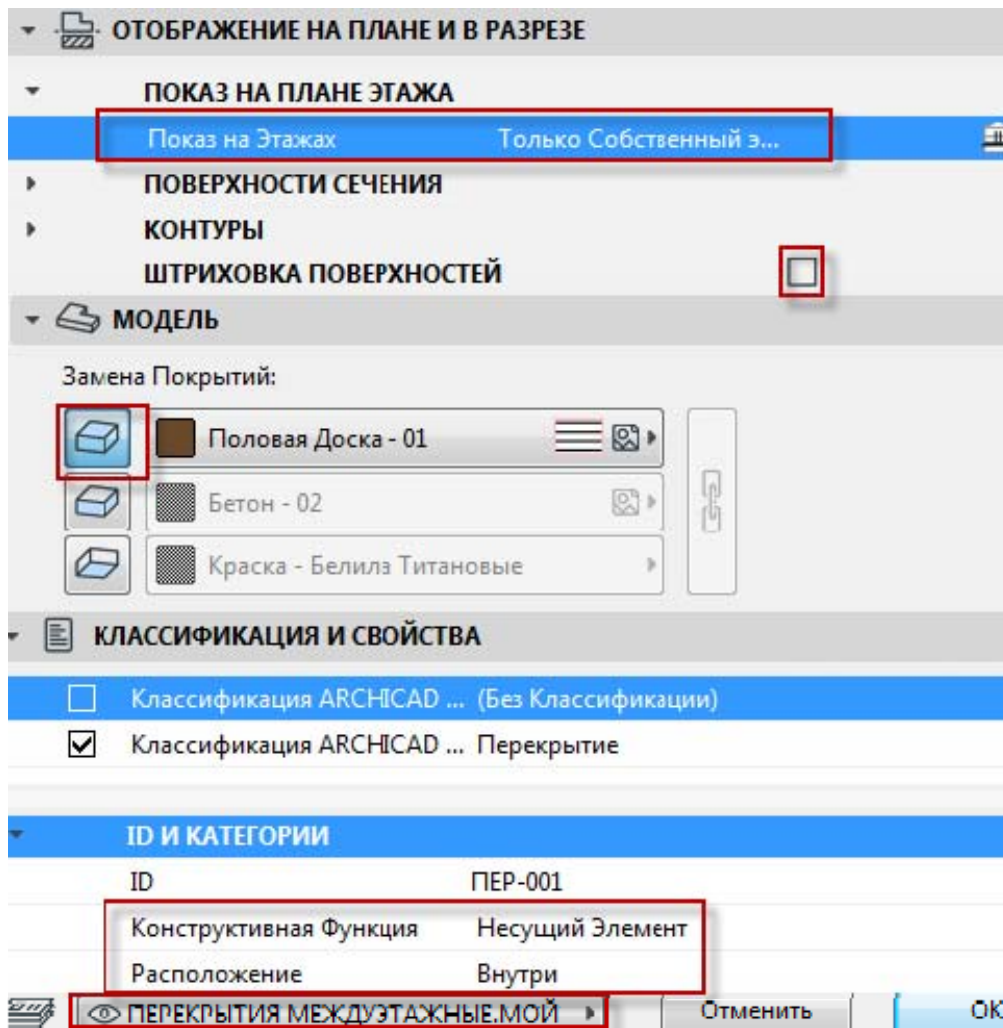 ОТОБРАЖЕНИЕ НА ПЛАНЕ И В РАЗРЕЗЕ
ПОКАЗ НА ПЛАНЕ ЭТАЖА
Показ на Этажах Только Собственный э...
ПОВЕРХНОСТИ СЕЧЕНИЯ
КОНТУРЫ
ШТРИХОВКА ПОВЕРХНОСТЕЙ
МОДЕЛЬ
Замена Покрытий:
Половая Доска - 01
Бетон - 02
Краска - Белила Титановые
КЛАССИФИКАЦИЯ И СВОЙСТВА
Классификация ARCHICAD ... (Без Классификации)
Классификация ARCHICAD ... Перекрытие
ID И КАТЕГОРИИ
ID ПЕР-001
Конструктивная Функция Несущий Элемент
Расположение Внутри
ПЕРЕКРЫТИЯ МЕЖДУЭТАЖНЫЕ.МОЙ Отменить OK